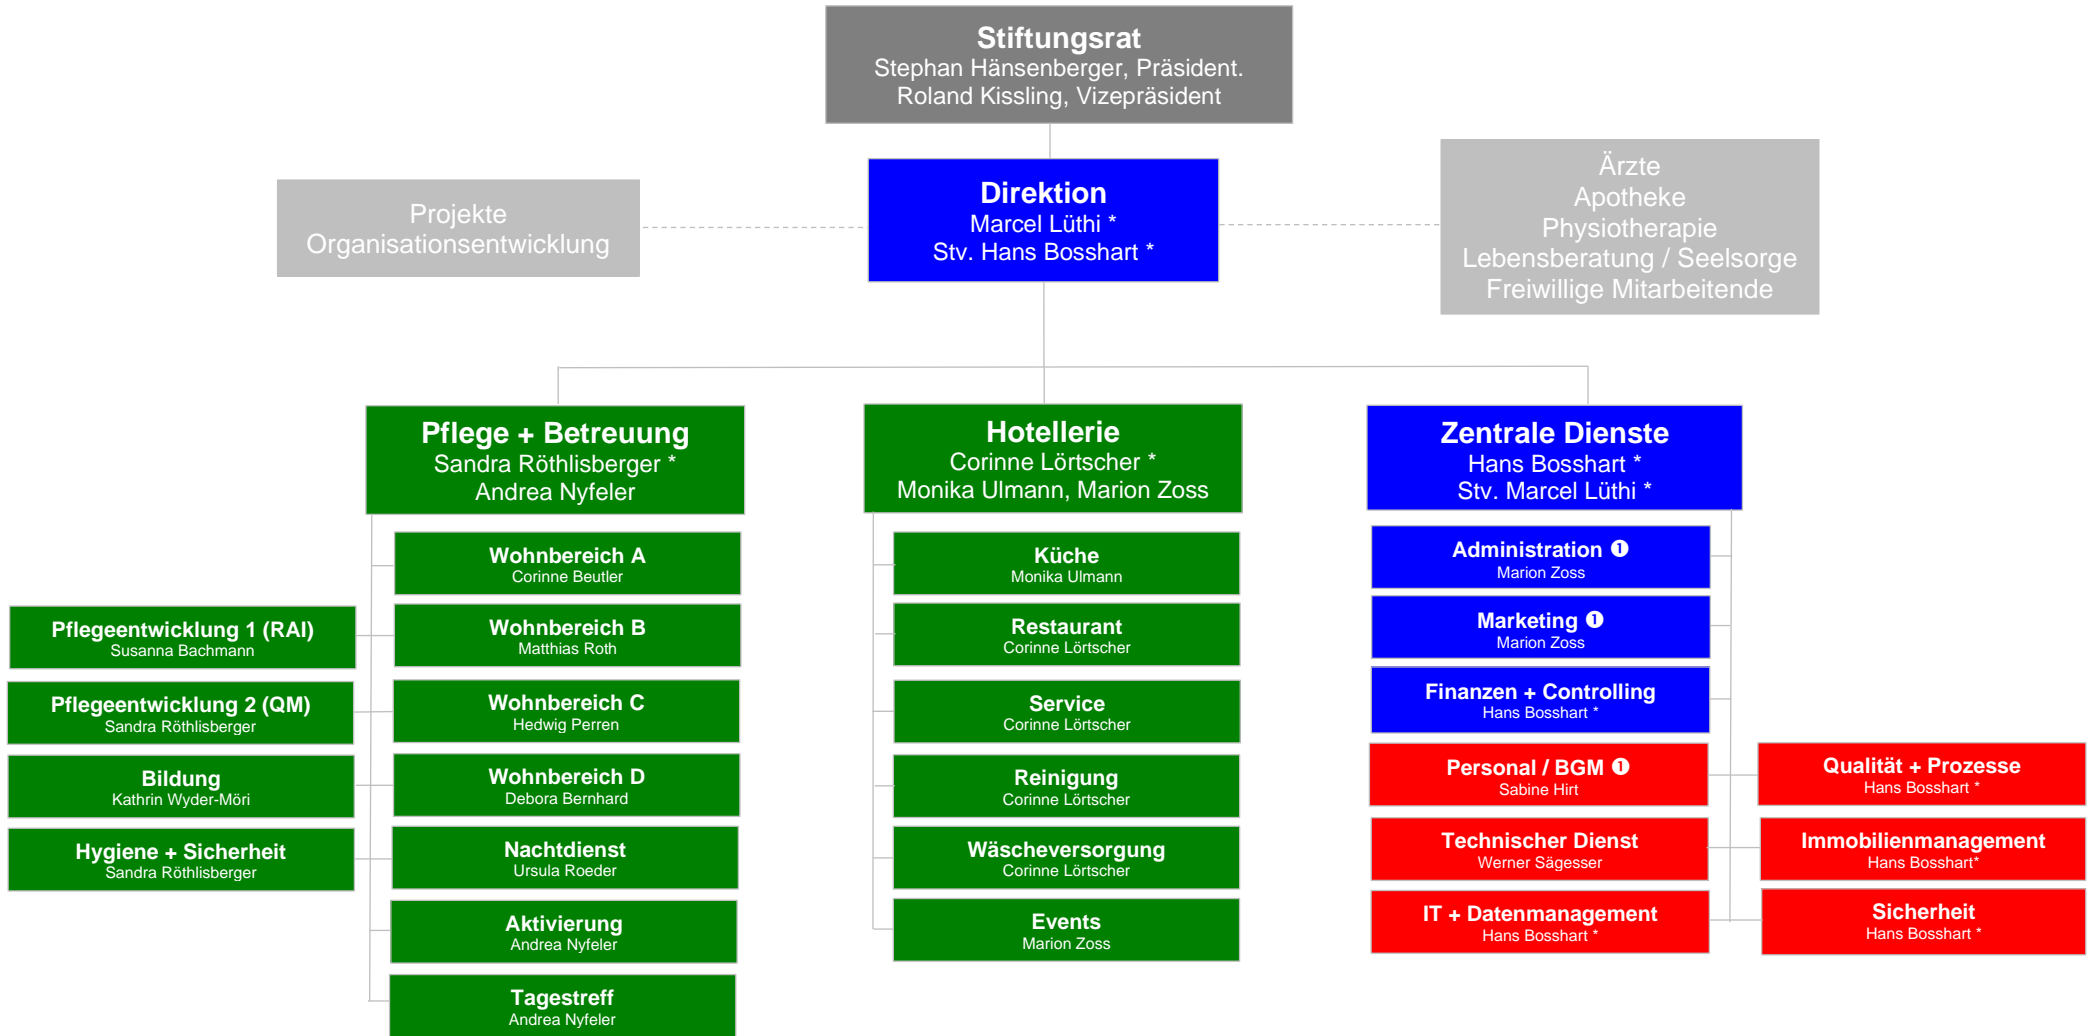 Stiftungsrat
Stephan Hänsenberger, Präsident.
Roland Kissling, Vizepräsident
Projekte
Organisationsentwicklung
Direktion
Marcel Lüthi *
Stv. Hans Bosshart *
Ärzte
Apotheke
Physiotherapie
Lebensberatung / Seelsorge
Freiwillige Mitarbeitende
Pflege + Betreuung
Sandra Röthlisberger *
Andrea Nyfeler
Wohnbereich A
Corinne Beutler
Wohnbereich B
Matthias Roth
Wohnbereich C
Hedwig Perren
Wohnbereich D
Debora Bernhard
Nachtdienst
Ursula Roeder
Aktivierung
Andrea Nyfeler
Tagestreff
Andrea Nyfeler
Pflegeentwicklung 1 (RAI)
Susanna Bachmann
Pflegeentwicklung 2 (QM)
Sandra Röthlisberger
Bildung
Kathrin Wyder-Möri
Hygiene + Sicherheit
Sandra Röthlisberger
Hotellerie
Corinne Lörtscher *
Monika Ulmann, Marion Zoss
Küche
Monika Ulmann
Restaurant
Corinne Lörtscher
Service
Corinne Lörtscher
Reinigung
Corinne Lörtscher
Wäscheversorgung
Corinne Lörtscher
Events
Marion Zoss
Zentrale Dienste
Hans Bosshart *
Stv. Marcel Lüthi *
Administration ❶
Marion Zoss
Marketing ❶
Marion Zoss
Finanzen + Controlling
Hans Bosshart *
Personal / BGM ❶
Sabine Hirt
Technischer Dienst
Werner Sägesser
IT + Datenmanagement
Hans Bosshart *
Qualität + Prozesse
Hans Bosshart *
Immobilienmanagement
Hans Bosshart*
Sicherheit
Hans Bosshart *